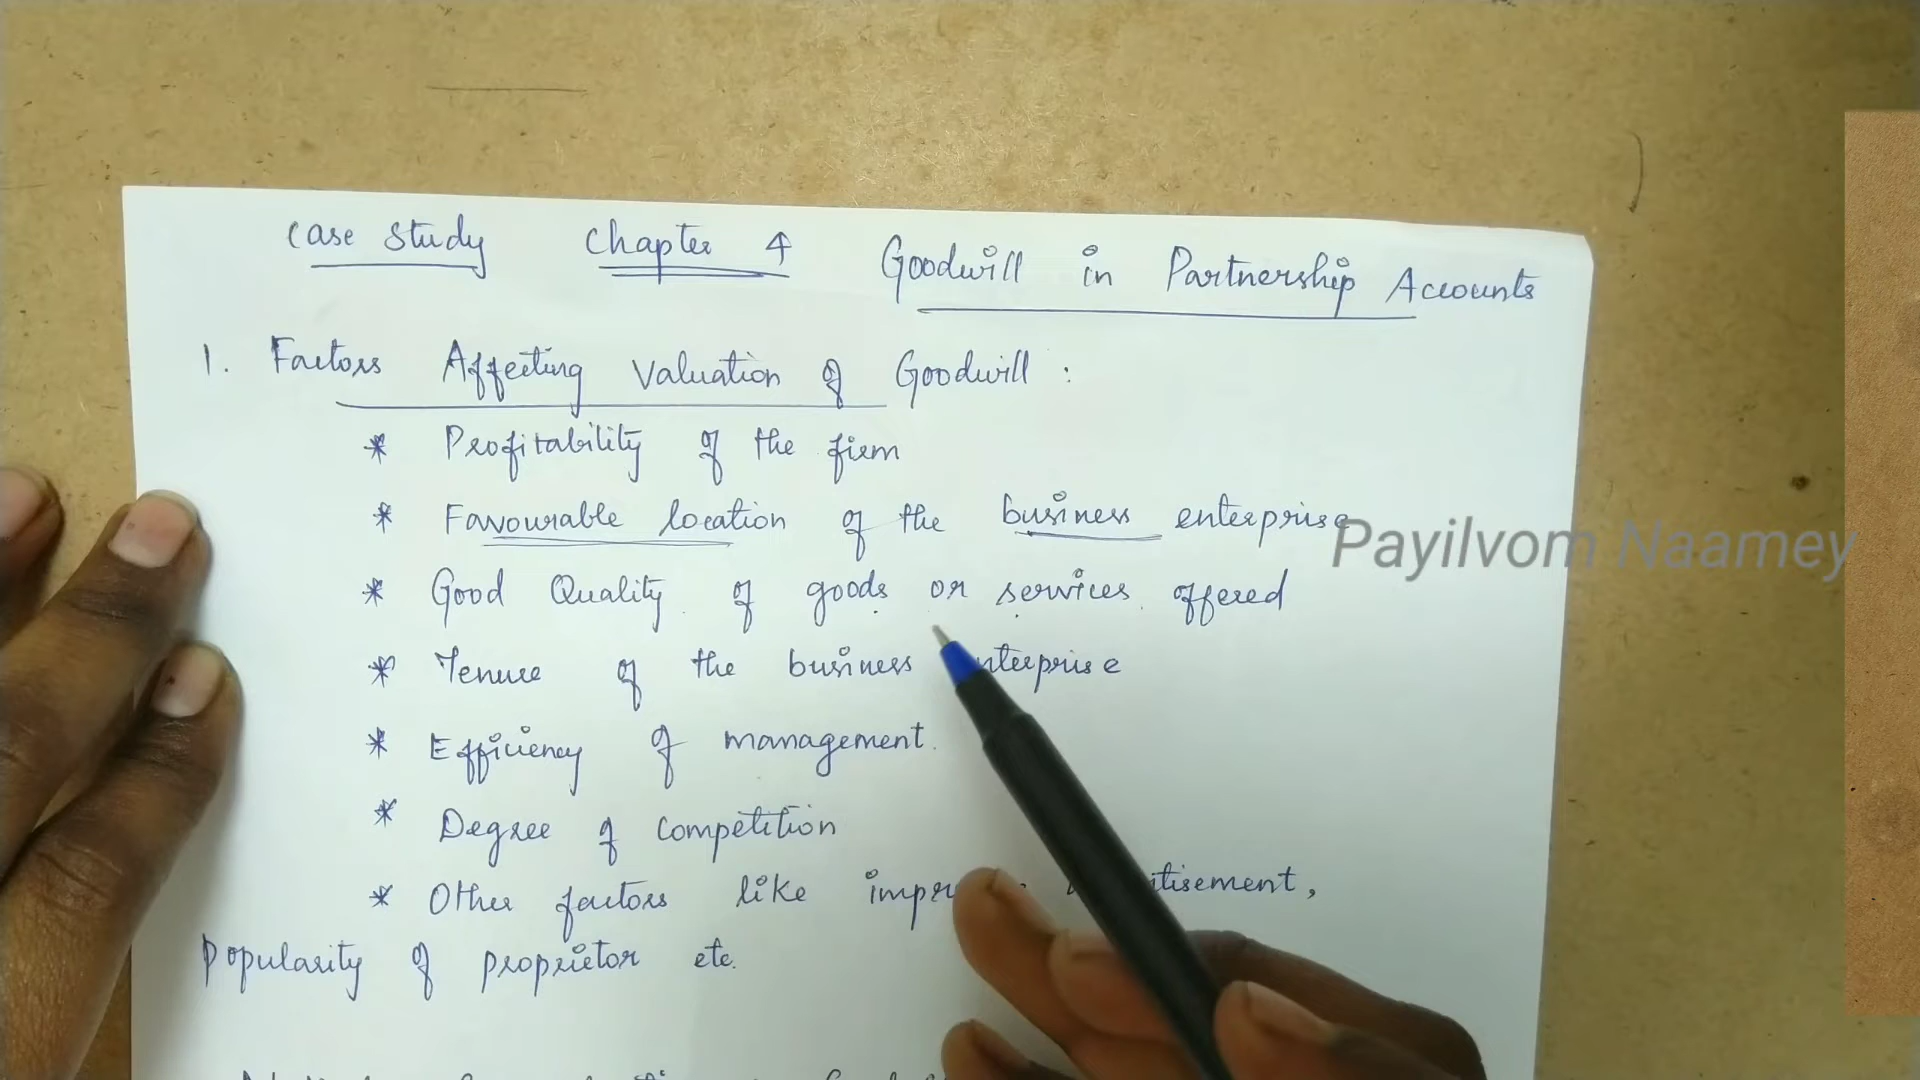 Case Study Chapter 4 Goodwill in Partnership Accounts
1. Factors Affecting Valuation of Goodwill :
* Profitability of the firm
* Favourable location of the business enterprise
Payilvom Naamey
* Good Quality of goods or services offered
* Tenure of the business enterprise
* Efficiency of management.
* Degree of competition
* Other factors like
popularity of proprietor etc.